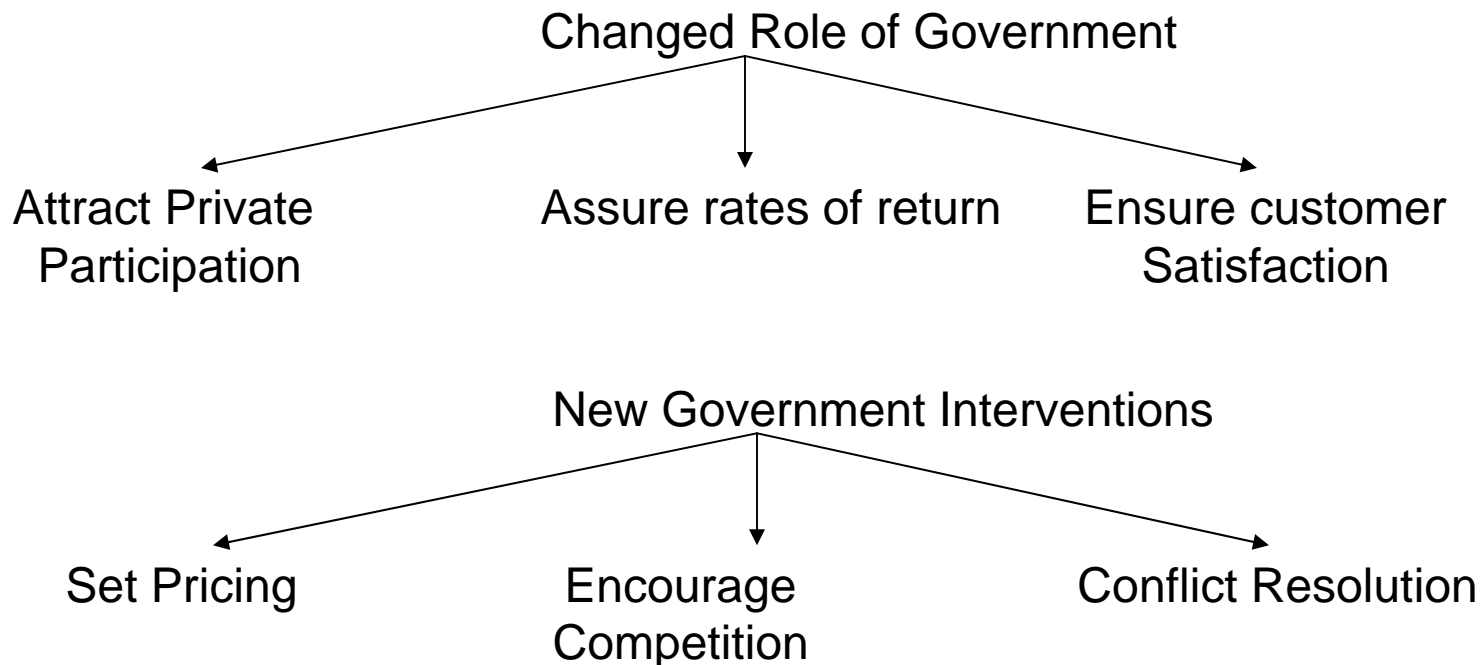 Changed Role of Government
Attract Private
Participation
Assure rates of return
Ensure customer
Satisfaction
New Government Interventions
Set Pricing
Encourage
Competition
Conflict Resolution